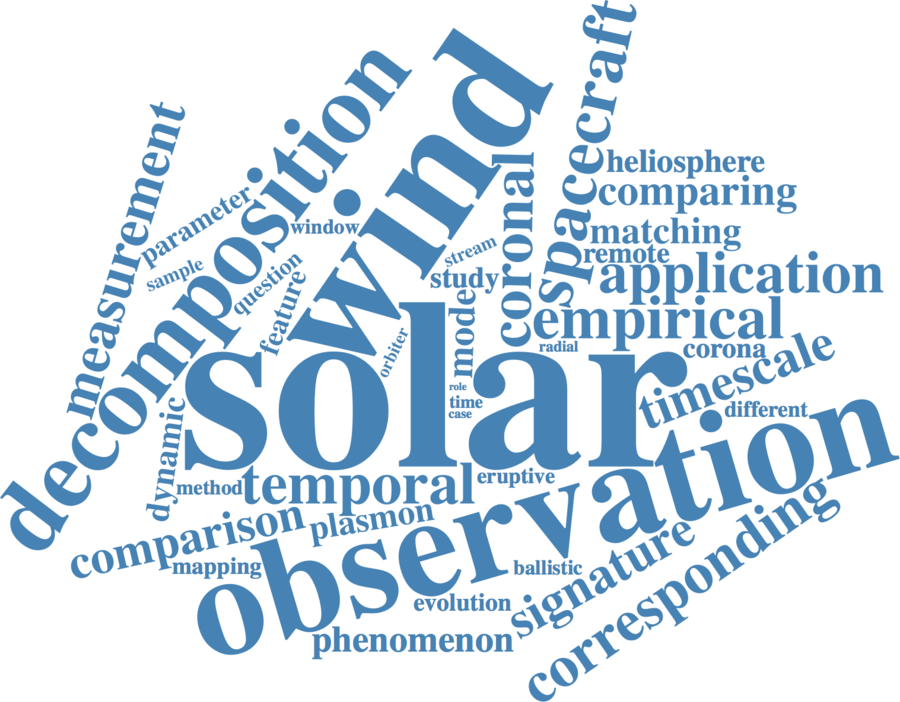 spacecraft
wind
decomposition
measurement
coronal
heliosphere
comparing
parameter
window
matching
stream
remote
sample
question
study
application
feature
mode
empirical
orbiter
radial
corona
solar
timescale
role
time
case
different
dynamic
method
temporal
eruptive
observation
comparison
plasmon
mapping
ballistic
signature
corresponding
evolution
phenomenon